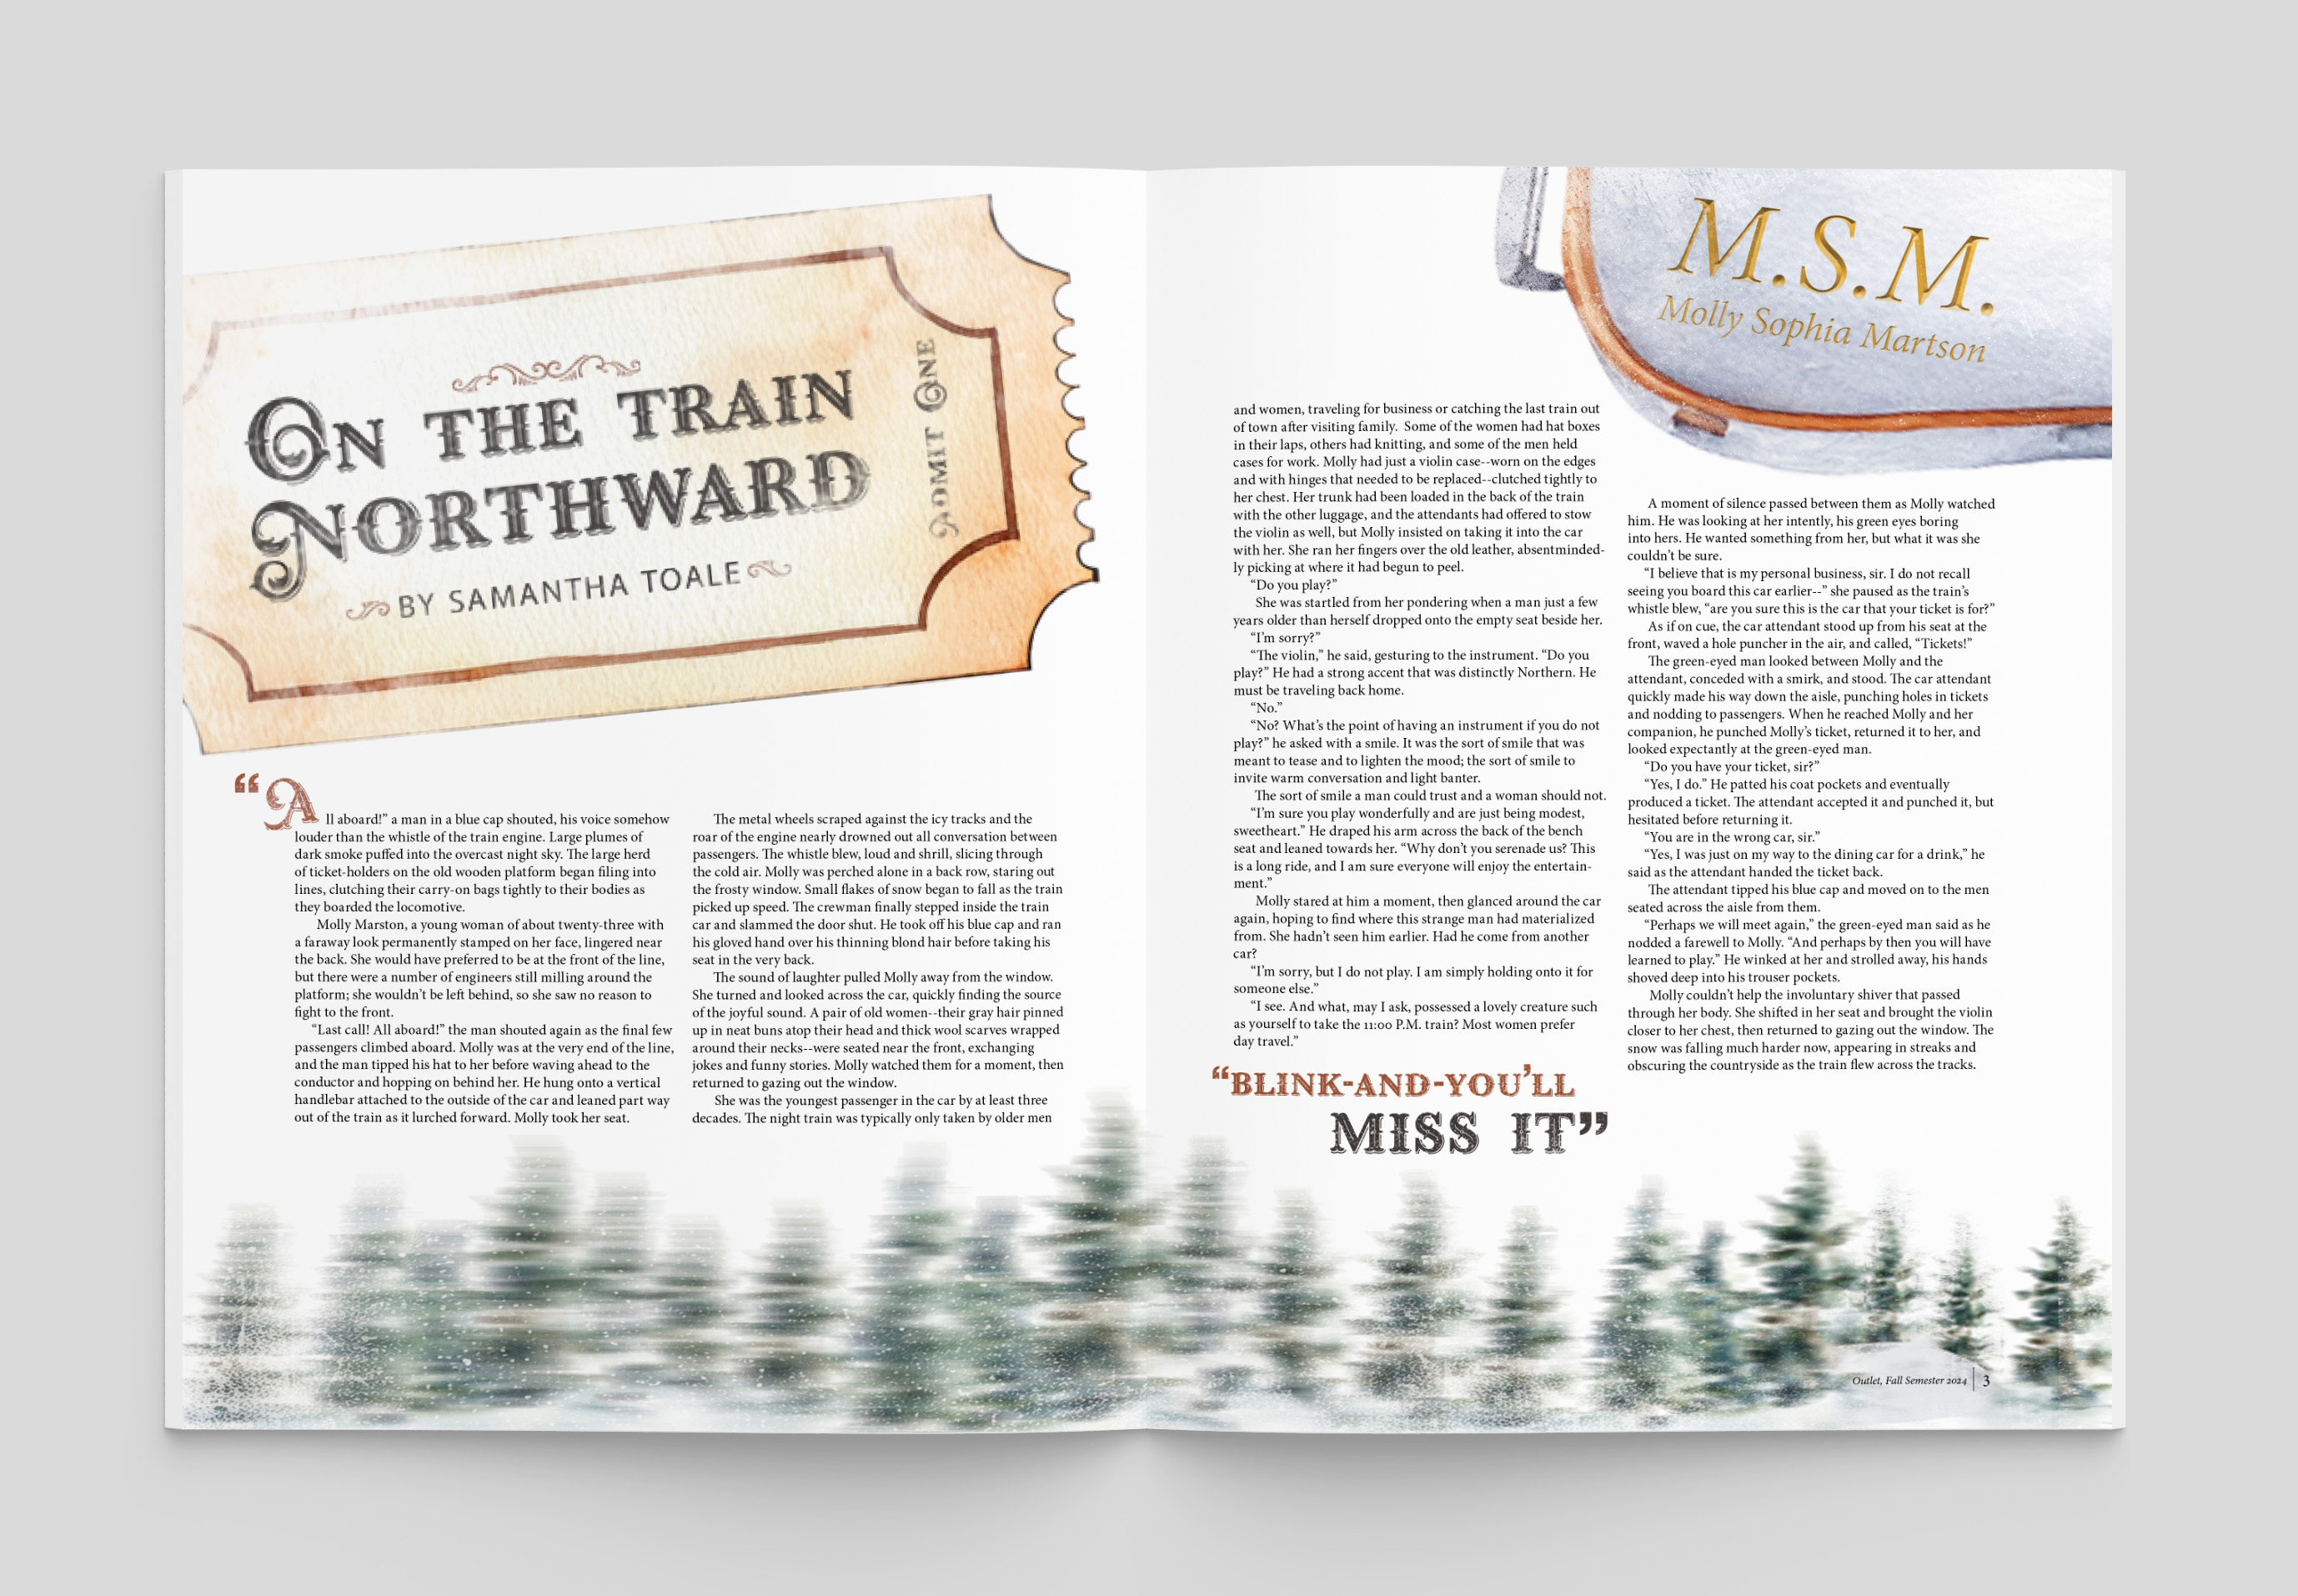 On the train
Northward
BY SAMANTHA TOALE
Admit One
“All aboard!” a man in a blue cap shouted, his voice somehow
louder than the whistle of the train engine. Large plumes of
dark smoke puffed into the overcast night sky. The large herd
of ticket-holders on the old wooden platform began filing into
lines, clutching their carry-on bags tightly to their bodies as
they boarded the locomotive.
Molly Marston, a young woman of about twenty-three with
a faraway look permanently stamped on her face, lingered near
the back. She would have preferred to be at the front of the line,
but there were a number of engineers still milling around the
platform; she wouldn’t be left behind, so she saw no reason to
fight to the front.
“Last call! All aboard!” the man shouted again as the final few
passengers climbed aboard. Molly was at the very end of the line,
and the man tipped his hat to her before waving ahead to the
conductor and hopping on behind her. He hung onto a vertical
handlebar attached to the outside of the car and leaned part way
out of the train as it lurched forward. Molly took her seat.
The metal wheels scraped against the icy tracks and the
roar of the engine nearly drowned out all conversation between
passengers. The whistle blew, loud and shrill, slicing through
the cold air. Molly was perched alone in a back row, staring out
the frosty window. Small flakes of snow began to fall as the train
picked up speed. The crewman finally stepped inside the train
car and slammed the door shut. He took off his blue cap and ran
his gloved hand over his thinning blond hair before taking his
seat in the very back.
The sound of laughter pulled Molly away from the window.
She turned and looked across the car, quickly finding the source
of the joyful sound. A pair of old women--their gray hair pinned
up in neat buns atop their head and thick wool scarves wrapped
around their necks--were seated near the front, exchanging
jokes and funny stories. Molly watched them for a moment, then
returned to gazing out the window.
She was the youngest passenger in the car by at least three
decades. The night train was typically only taken by older men
M.S.M.
Molly Sophia Martson
and women, traveling for business or catching the last train out
of town after visiting family.  Some of the women had hat boxes
in their laps, others had knitting, and some of the men held
cases for work. Molly had just a violin case--worn on the edges
and with hinges that needed to be replaced--clutched tightly to
her chest. Her trunk had been loaded in the back of the train
with the other luggage, and the attendants had offered to stow
the violin as well, but Molly insisted on taking it into the car
with her. She ran her fingers over the old leather, absentminded-
ly picking at where it had begun to peel.
“Do you play?”
She was startled from her pondering when a man just a few
years older than herself dropped onto the empty seat beside her.
“I’m sorry?”
“The violin,” he said, gesturing to the instrument. “Do you
play?” He had a strong accent that was distinctly Northern. He
must be traveling back home.
“No.”
“No? What’s the point of having an instrument if you do not
play?” he asked with a smile. It was the sort of smile that was
meant to tease and to lighten the mood; the sort of smile to
invite warm conversation and light banter.
The sort of smile a man could trust and a woman should not.
“I’m sure you play wonderfully and are just being modest,
sweetheart.” He draped his arm across the back of the bench
seat and leaned towards her. “Why don’t you serenade us? This
is a long ride, and I am sure everyone will enjoy the entertain-
ment.”
Molly stared at him a moment, then glanced around the car
again, hoping to find where this strange man had materialized
from. She hadn’t seen him earlier. Had he come from another
car?
“I’m sorry, but I do not play. I am simply holding onto it for
someone else.”
“I see. And what, may I ask, possessed a lovely creature such
as yourself to take the 11:00 P.M. train? Most women prefer
day travel.”
“Blink-and-you’ll
miss it”
A moment of silence passed between them as Molly watched
him. He was looking at her intently, his green eyes boring
into hers. He wanted something from her, but what it was she
couldn’t be sure.
“I believe that is my personal business, sir. I do not recall
seeing you board this car earlier--” she paused as the train’s
whistle blew, “are you sure this is the car that your ticket is for?”
As if on cue, the car attendant stood up from his seat at the
front, waved a hole puncher in the air, and called, “Tickets!”
The green-eyed man looked between Molly and the
attendant, conceded with a smirk, and stood. The car attendant
quickly made his way down the aisle, punching holes in tickets
and nodding to passengers. When he reached Molly and her
companion, he punched Molly’s ticket, returned it to her, and
looked expectantly at the green-eyed man.
“Do you have your ticket, sir?”
“Yes, I do.” He patted his coat pockets and eventually
produced a ticket. The attendant accepted it and punched it, but
hesitated before returning it.
“You are in the wrong car, sir.”
“Yes, I was just on my way to the dining car for a drink,” he
said as the attendant handed the ticket back.
The attendant tipped his blue cap and moved on to the men
seated across the aisle from them.
“Perhaps we will meet again,” the green-eyed man said as he
nodded a farewell to Molly. “And perhaps by then you will have
learned to play.” He winked at her and strolled away, his hands
shoved deep into his trouser pockets.
Molly couldn’t help the involuntary shiver that passed
through her body. She shifted in her seat and brought the violin
closer to her chest, then returned to gazing out the window. The
snow was falling much harder now, appearing in streaks and
obscuring the countryside as the train flew across the tracks.
Outlet, Fall Semester 2024 | 3